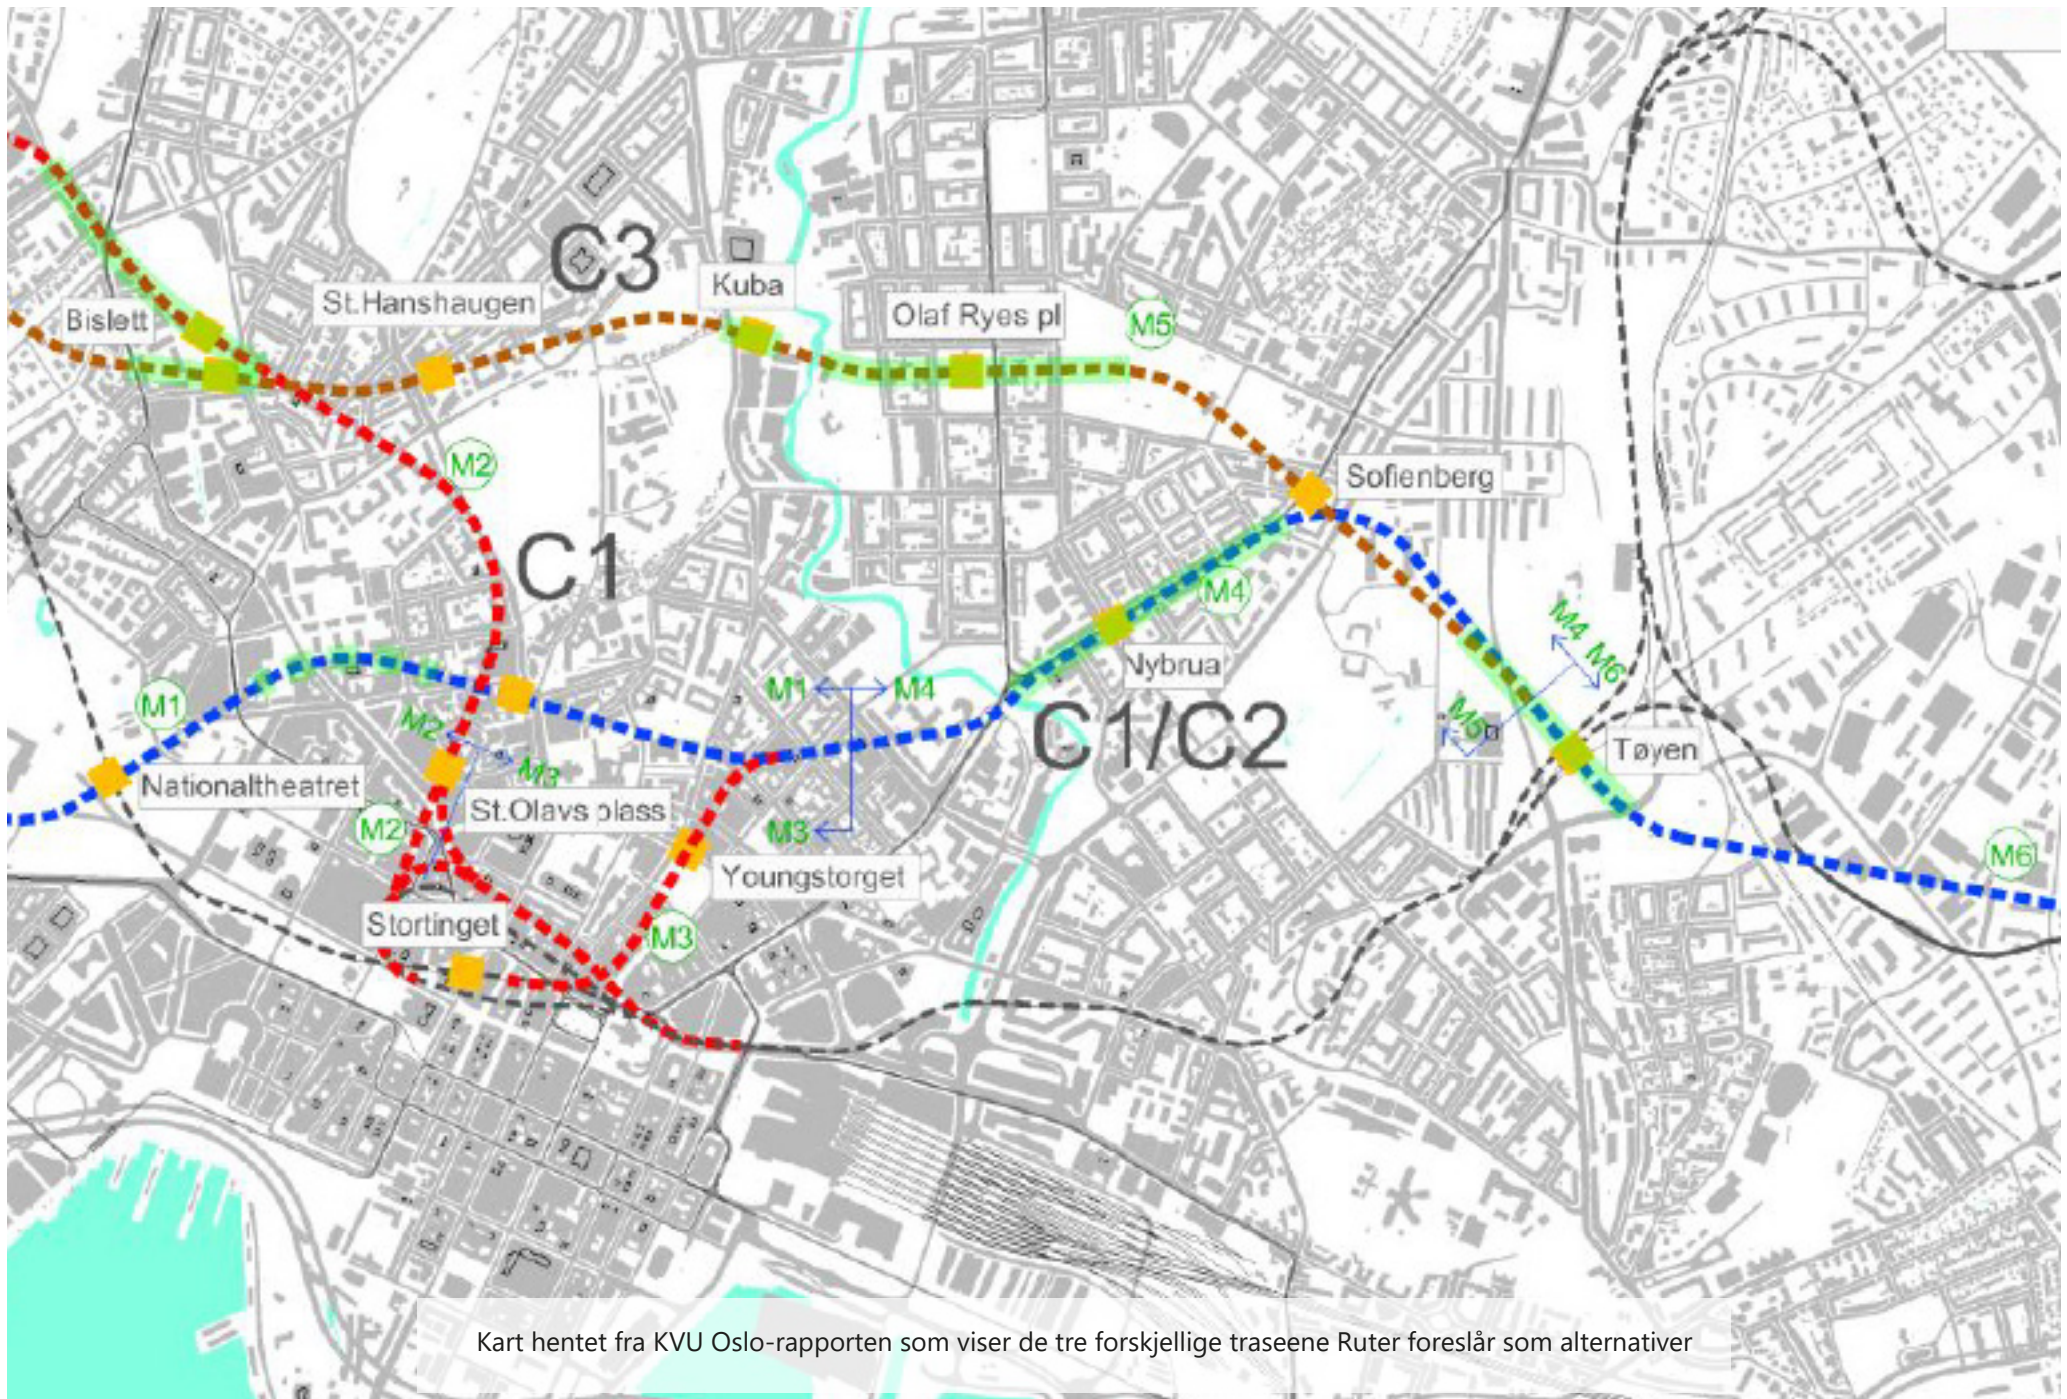 C3
Kuba
St.Hanshaugen
Bislett
Olaf Ryes pl
M5
M2
Sofienberg
C1
M4
M4 M6
Nybrua
M1
M4
M1
M2
M3
M5
C1/C2
Tøyen
Nationaltheatret
St.Olavs plass
M2
M3
Youngstorget
M6
Stortinget
M3
Kart hentet fra KVU Oslo-rapporten som viser de tre forskjellige traseene Ruter foreslår som alternativer